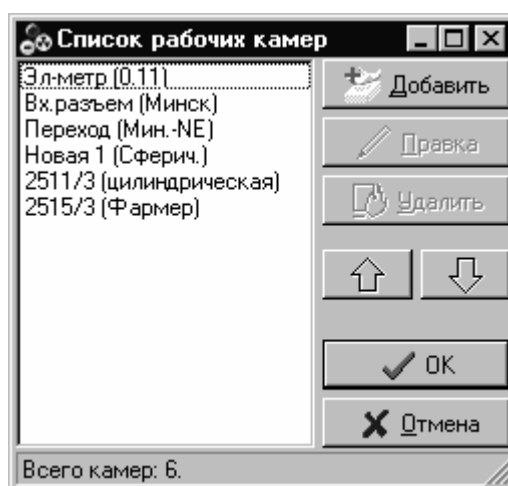 Список рабочих камер
Эл-метр (0.11)
Вх.разъем (Минск)
Переход (Мин.-NE)
Новая 1 (Сферич.)
2511/3 (цилиндрическая)
2515/3 (Фармер)
Добавить
Правка
Удалить
OK
Отмена
Всего камер: 6.